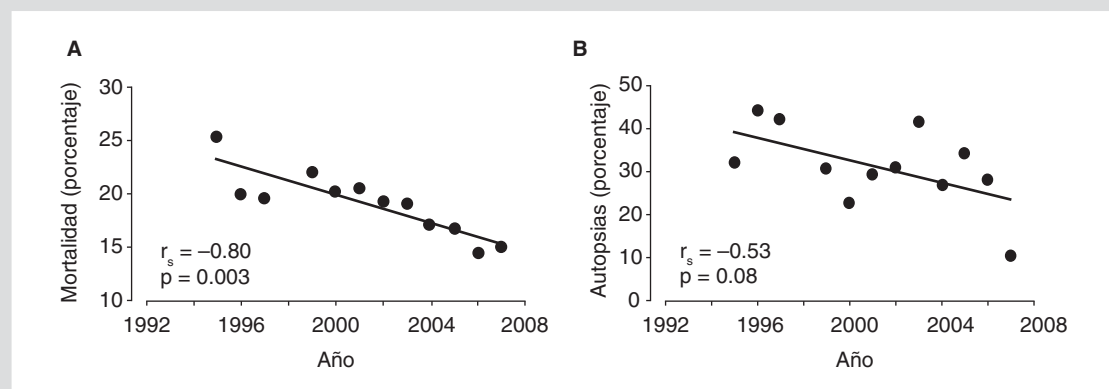 A
Mortalidad (porcentaje)
30
25
20
15
10
r_s = –0.80
p = 0.003
1992 1996 2000 2004 2008
Año
B
Autopsias (porcentaje)
50
40
30
20
10
0
r_s = –0.53
p = 0.08
1992 1996 2000 2004 2008
Año